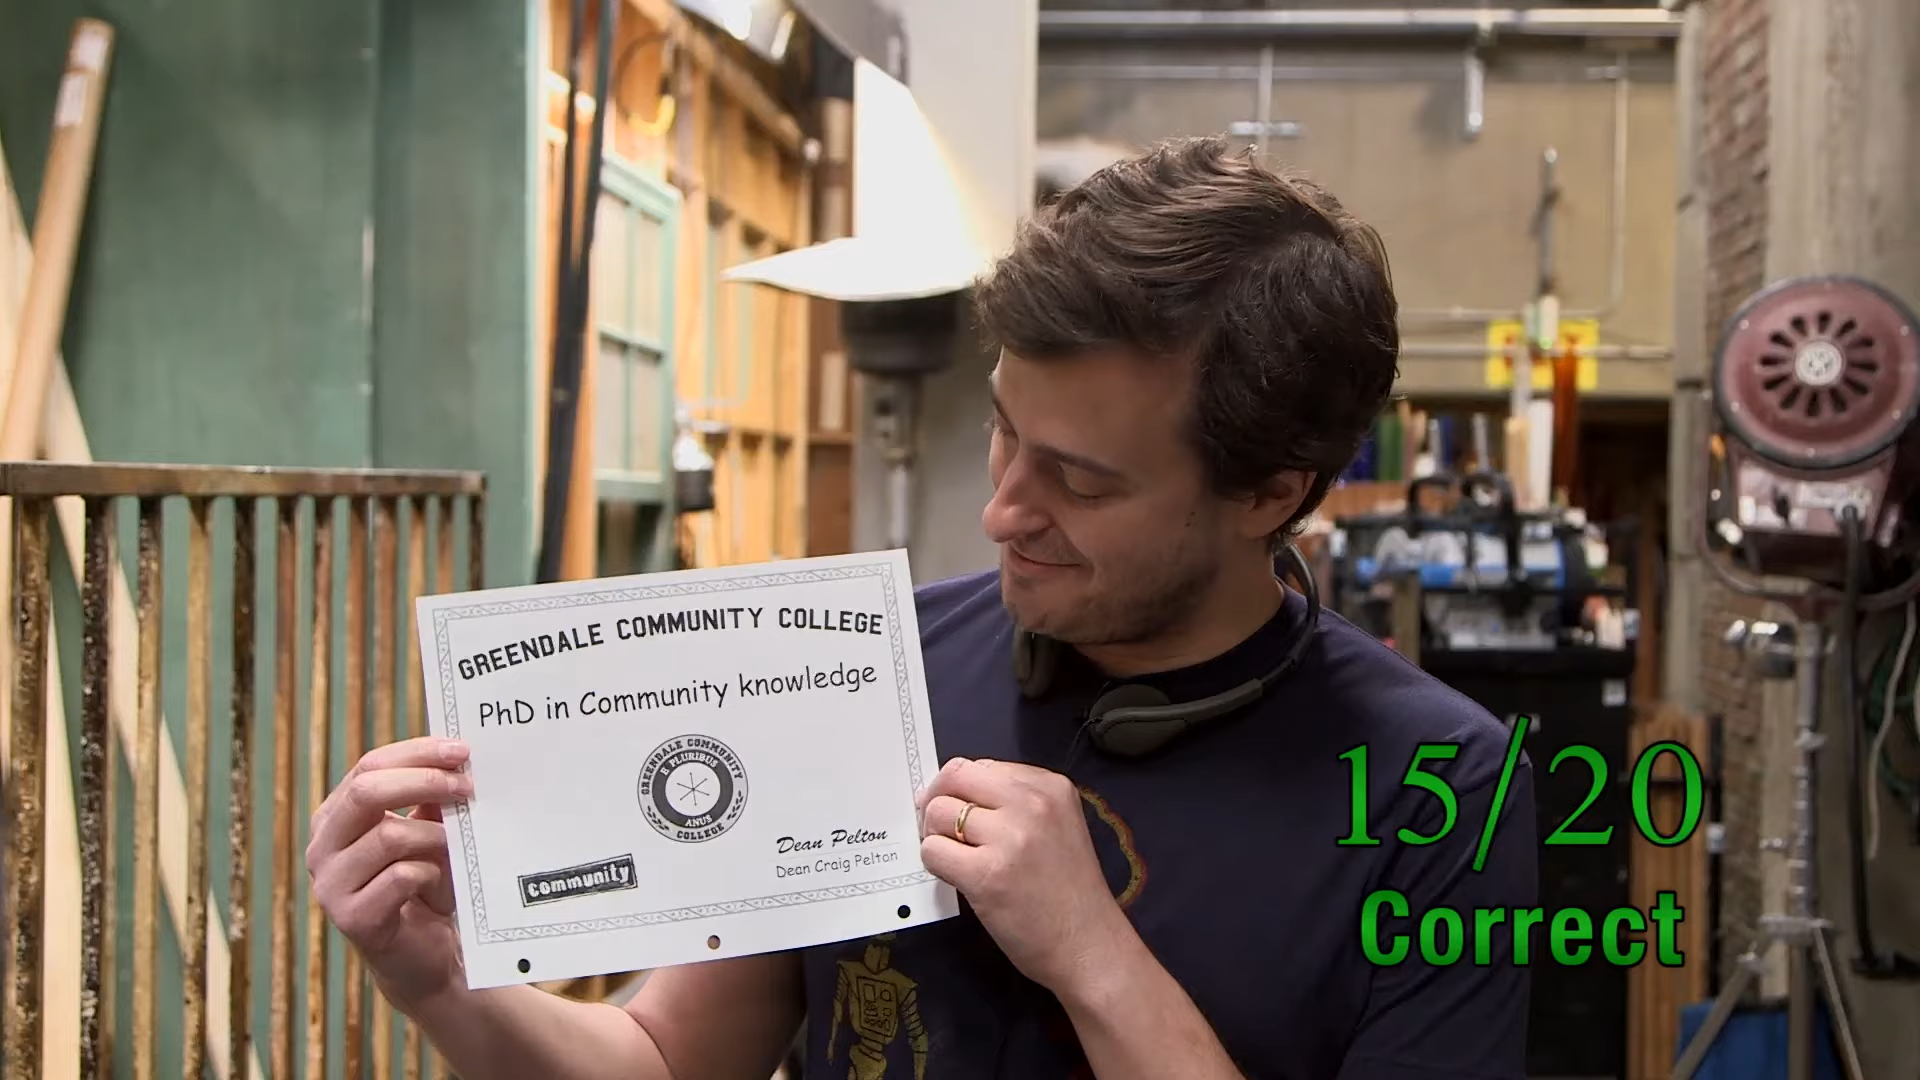 GREENDALE COMMUNITY COLLEGE
PhD in Community knowledge
GREENDALE COMMUNITY
E PLURIBUS
ANUS
COLLEGE
Dean Pelton
Dean Craig Pelton
community
15/20
Correct